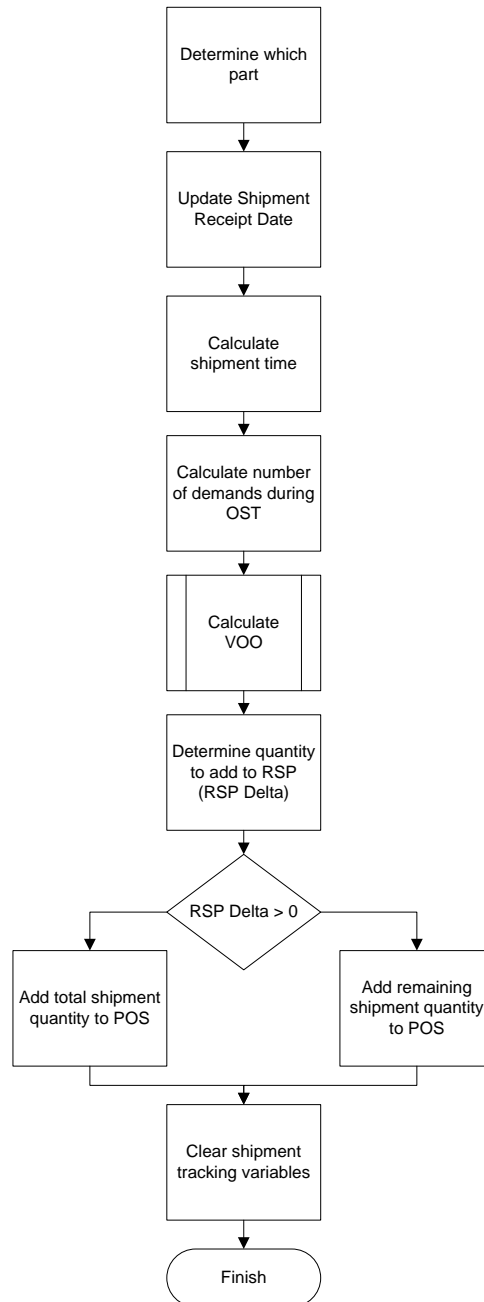 Determine which
part
Update Shipment
Receipt Date
Calculate
shipment time
Calculate number
of demands during
OST
Calculate
VOO
Determine quantity
to add to RSP
(RSP Delta)
RSP Delta > 0
Add total shipment
quantity to POS
Add remaining
shipment quantity
to POS
Clear shipment
tracking variables
Finish